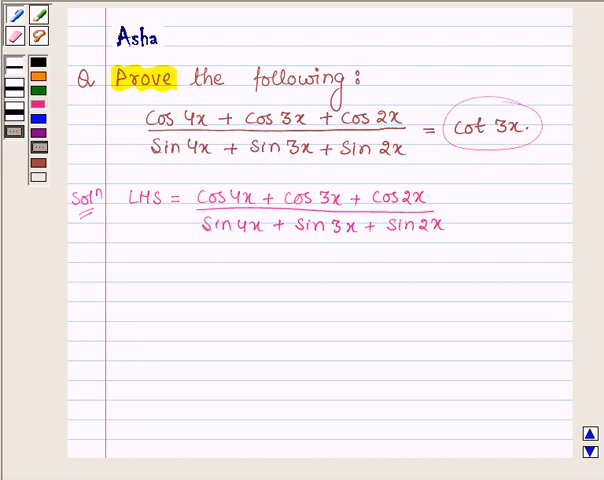 Asha
Q Prove the following :
cos 4x + cos 3x + cos 2x
--- = cot 3x.
sin 4x + sin 3x + sin 2x
Solⁿ LHS = cos 4x + cos 3x + cos 2x
---
sin 4x + sin 3x + sin 2x